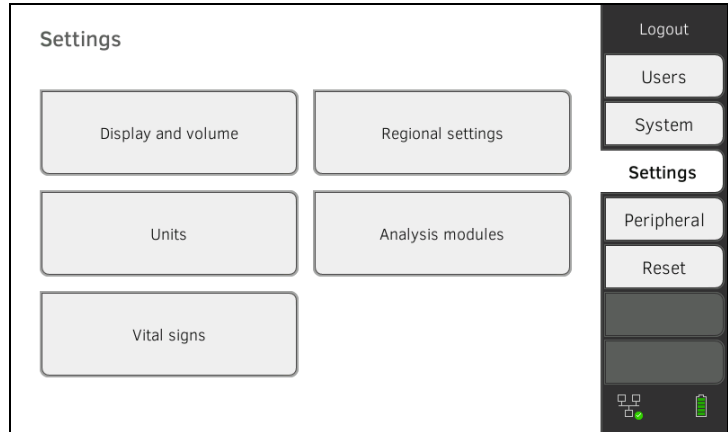 Settings
Display and volume
Regional settings
Units
Analysis modules
Vital signs
Logout
Users
System
Settings
Peripheral
Reset